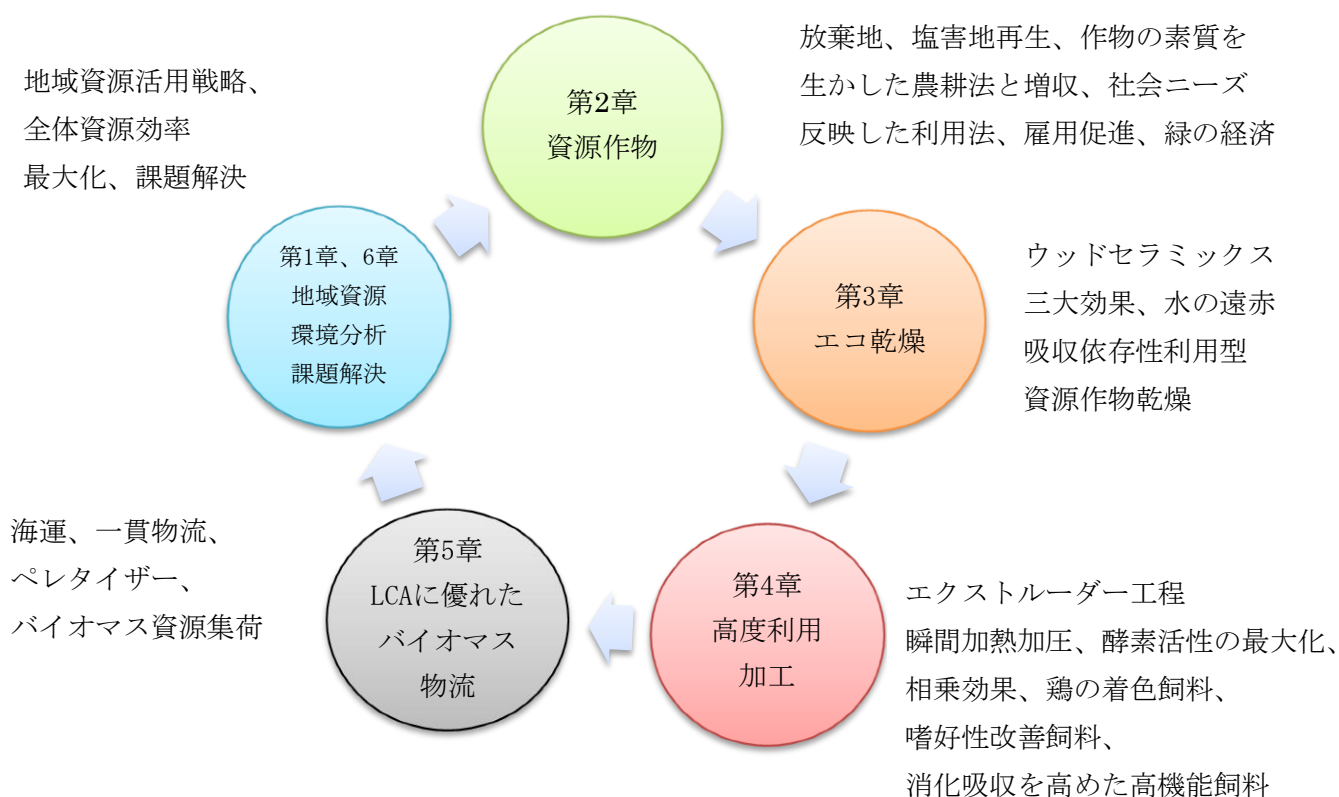 地域資源活用戦略、
全体資源効率
最大化、課題解決
第2章
資源作物
放棄地、塩害地再生、作物の素質を
生かした農耕法と増収、社会ニーズ
反映した利用法、雇用促進、緑の経済
第1章、6章
地域資源
環境分析
課題解決
第3章
エコ乾燥
ウッドセラミックス
三大効果、水の遠赤
吸収依存性利用型
資源作物乾燥
海運、一貫物流、
ペレタイザー、
バイオマス資源集荷
第5章
LCAに優れた
バイオマス
物流
第4章
高度利用
加工
エクストルーダー工程
瞬間加熱加圧、酵素活性の最大化、
相乗効果、鶏の着色飼料、
嗜好性改善飼料、
消化吸収を高めた高機能飼料